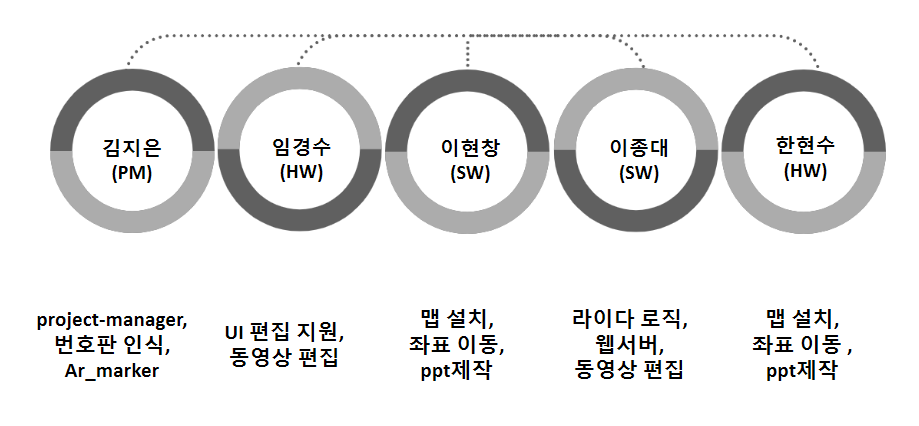 김지은
(PM)
임경수
(HW)
이현창
(SW)
이종대
(SW)
한현수
(HW)
project-manager,
번호판 인식,
Ar_marker
UI 편집 지원,
동영상 편집
맵 설치,
좌표 이동,
ppt제작
라이다 로직,
웹서버,
동영상 편집
맵 설치,
좌표 이동 ,
ppt제작